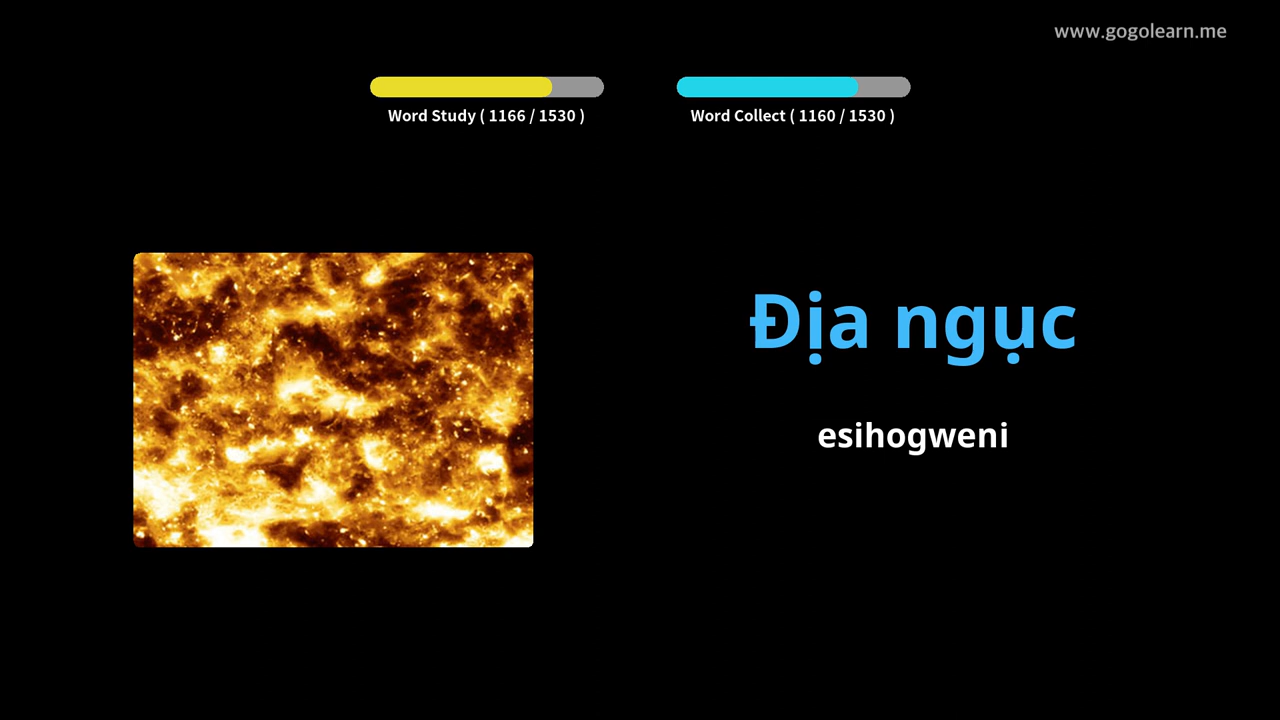 www.gogolearn.me
Word Study ( 1166 / 1530 )
Word Collect ( 1160 / 1530 )
Địa ngục
esihogweni